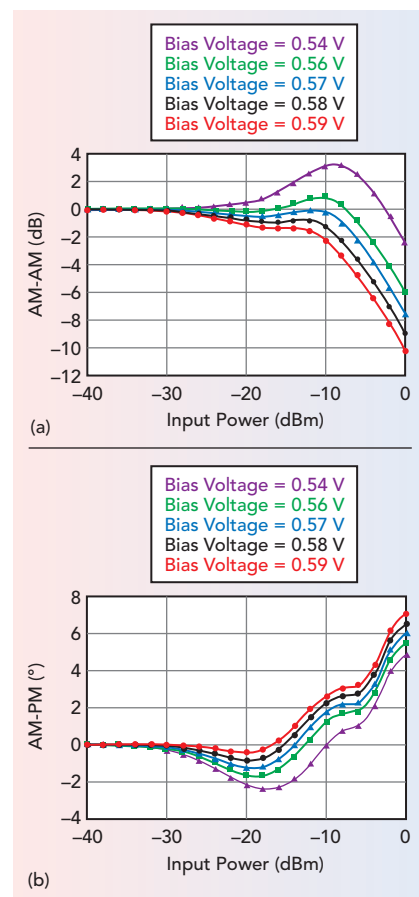 Bias Voltage = 0.54 V
Bias Voltage = 0.56 V
Bias Voltage = 0.57 V
Bias Voltage = 0.58 V
Bias Voltage = 0.59 V
4
2
0
−2
−4
−6
−8
−10
−12
AM-AM (dB)
−40 −30 −20 −10 0
Input Power (dBm)
(a)
Bias Voltage = 0.54 V
Bias Voltage = 0.56 V
Bias Voltage = 0.57 V
Bias Voltage = 0.58 V
Bias Voltage = 0.59 V
8
6
4
2
0
−2
−4
AM-PM (°)
−40 −30 −20 −10 0
Input Power (dBm)
(b)